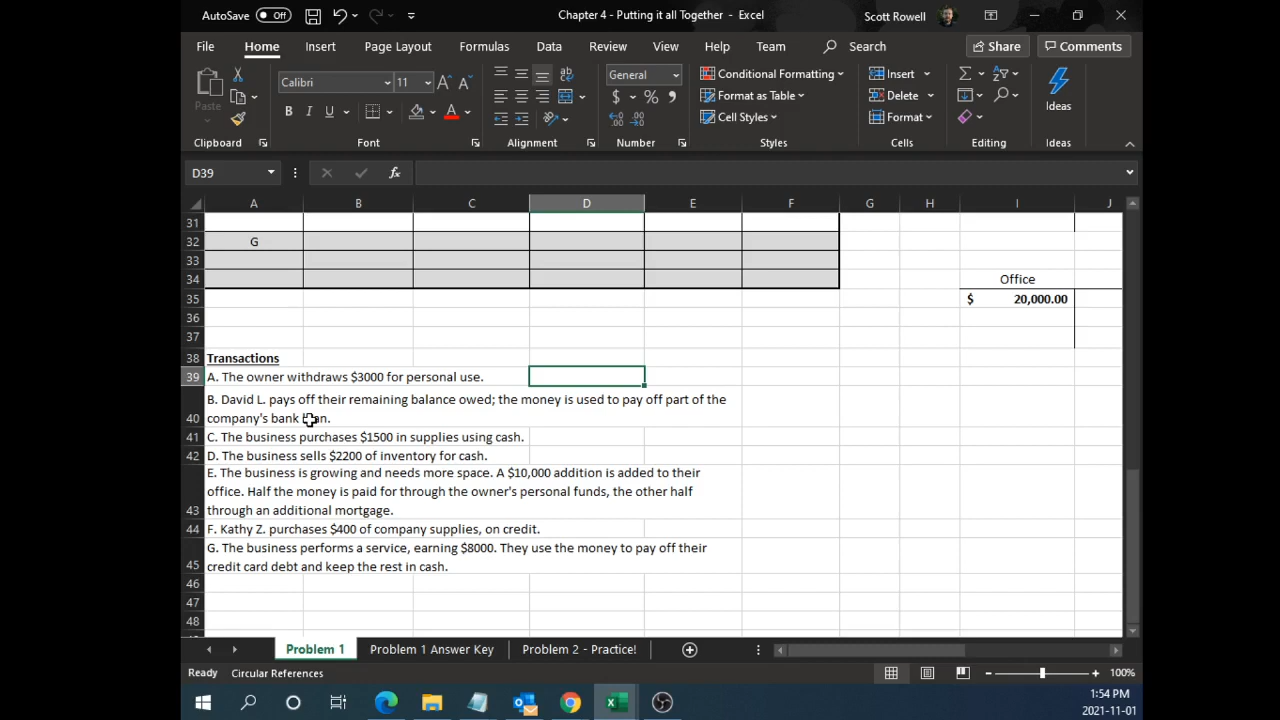 AutoSave Off Chapter 4 - Putting it all Together - Excel Scott Rowell
File Home Insert Page Layout Formulas Data Review View Help Team Search Share Comments
Paste Calibri 11 A A ab General Conditional Formatting Insert Ideas
B I U A $ % , Format as Table Delete
Cell Styles Format
Clipboard Font Alignment Number Styles Cells Editing Ideas
D39 fx
A B C D E F G H I J
31
32 G
33
34 Office
35 $ 20,000.00
36
37
38 Transactions
39 A. The owner withdraws $3000 for personal use.
B. David L. pays off their remaining balance owed; the money is used to pay off part of the
40 company's bank loan.
41 C. The business purchases $1500 in supplies using cash.
42 D. The business sells $2200 of inventory for cash.
E. The business is growing and needs more space. A $10,000 addition is added to their
office. Half the money is paid for through the owner's personal funds, the other half
43 through an additional mortgage.
44 F. Kathy Z. purchases $400 of company supplies, on credit.
G. The business performs a service, earning $8000. They use the money to pay off their
45 credit card debt and keep the rest in cash.
46
47
48
Problem 1 Problem 1 Answer Key Problem 2 - Practice!
Ready Circular References 100%
1:54 PM
2021-11-01